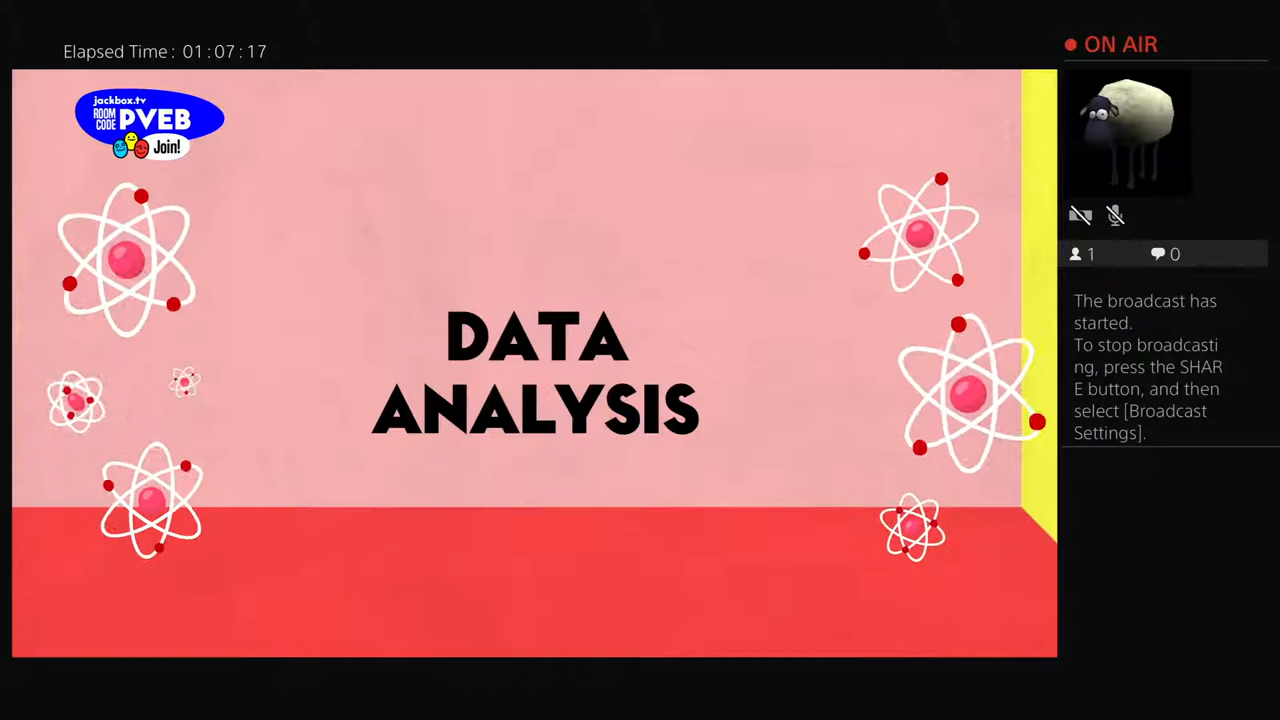 Elapsed Time: 01:07:17
ON AIR
jackbox.tv
ROOM CODE PVEB
Join!
DATA
ANALYSIS
1
0
The broadcast has
started.
To stop broadcasti
ng, press the SHAR
E button, and then
select [Broadcast
Settings].